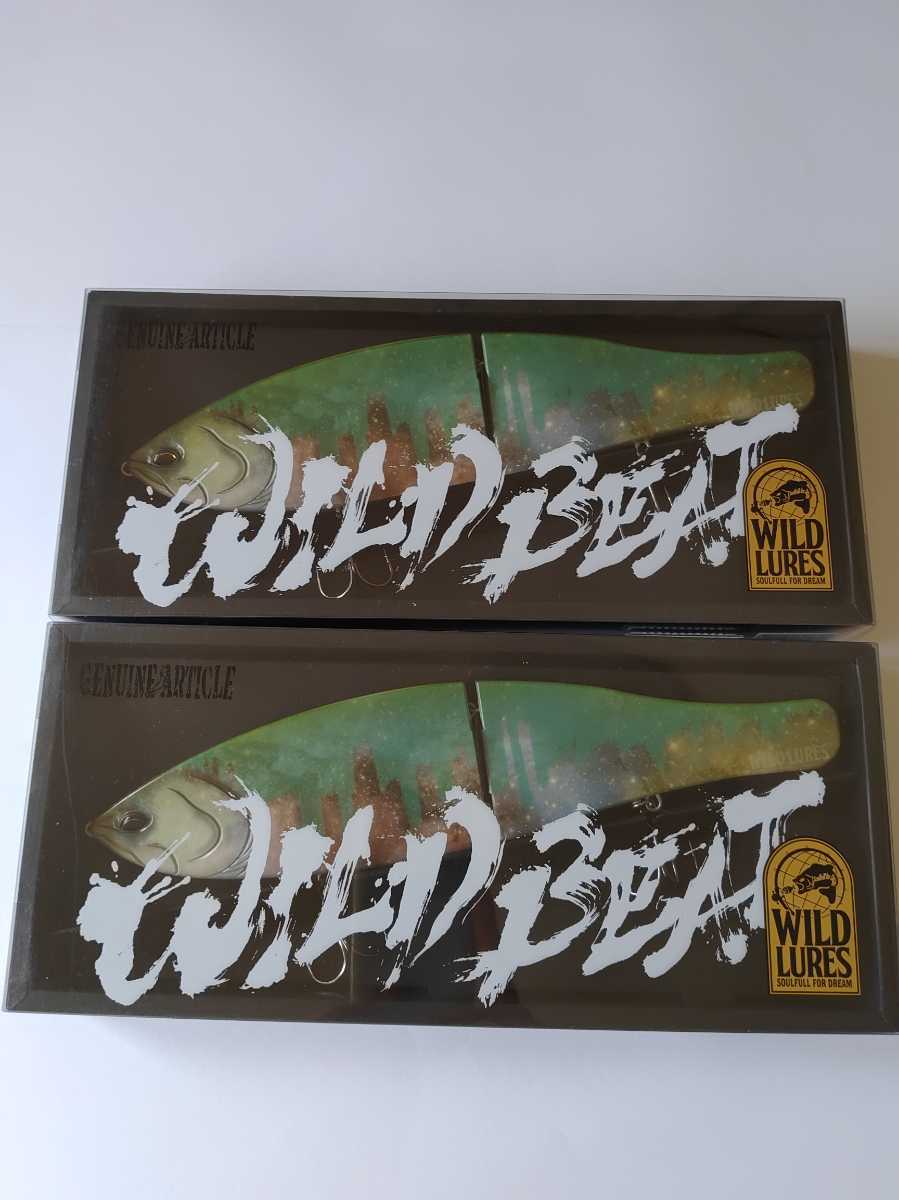 GENUINE ARTICLE
WILD BEAT
WILD
LURES
SOULFULL FOR DREAM
GENUINE ARTICLE
WILDLURES
WILD BEAT
WILD
LURES
SOULFULL FOR DREAM